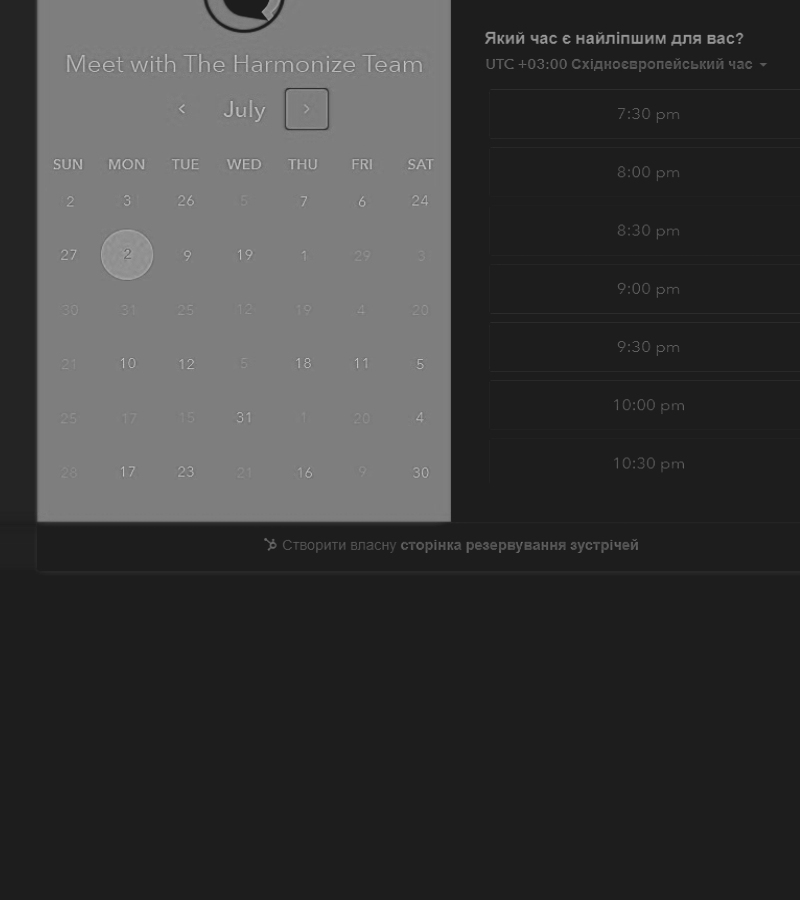 Meet with The Harmonize Team
July
SUN MON TUE WED THU FRI SAT
2 3 26 5 7 6 24
27 2 9 19 1 29 3
30 31 25 12 19 4 20
21 10 12 5 18 11 5
25 17 15 31 1 20 4
28 17 23 21 16 9 30
Який час є найліпшим для вас?
UTC +03:00 Східноєвропейський час
7:30 pm
8:00 pm
8:30 pm
9:00 pm
9:30 pm
10:00 pm
10:30 pm
Створити власну сторінка резервування зустрічей